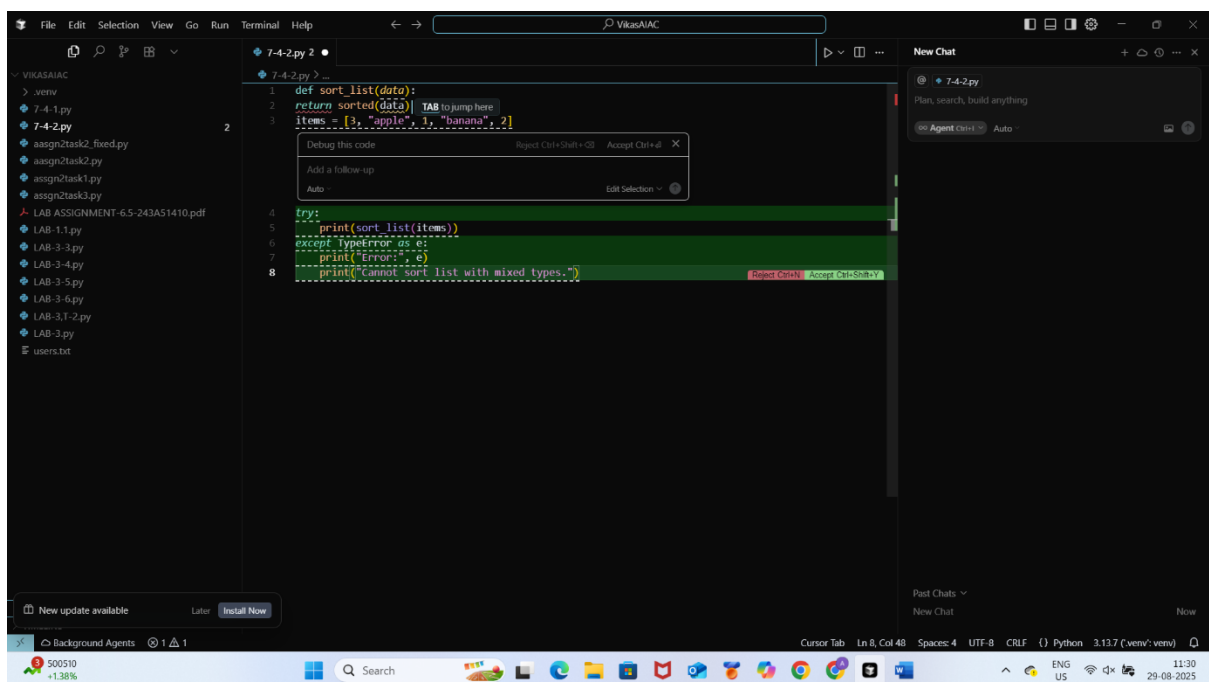 File Edit Selection View Go Run Terminal Help
VikasAIAC
VIKASAIAC
.venv
7-4-1.py
7-4-2.py 2
aasgn2task2_fixed.py
aasgn2task2.py
assgn1task1.py
assgn2task3.py
LAB ASSIGNMENT-6.5-243A51410.pdf
LAB-1.1.py
LAB-3-3.py
LAB-3-4.py
LAB-3-5.py
LAB-3-6.py
LAB-3,T-2.py
LAB-3.py
users.txt
7-4-2.py 2
7-4-2.py > ...
1 def sort_list(data):
2 return sorted(data) TAB to jump here
3 items = [3, "apple", 1, "banana", 2]
Debug this code Reject Ctrl+Shift+⌫ Accept Ctrl+⏎
Add a follow-up
Auto Edit Selection
4 try:
5 print(sort_list(items))
6 except TypeError as e:
7 print("Error:", e)
8 print("Cannot sort list with mixed types.")
Reject Ctrl+N Accept Ctrl+Shift+Y
New Chat
@ 7-4-2.py
Plan, search, build anything
Agent Ctrl+I Auto
Past Chats
New Chat Now
New update available Later Install Now
Background Agents 1 1
Cursor Tab Ln 8, Col 48 Spaces: 4 UTF-8 CRLF {} Python 3.13.7 ('.venv': venv)
3
500510
+1.38%
Search
ENG
US
11:30
29-08-2025